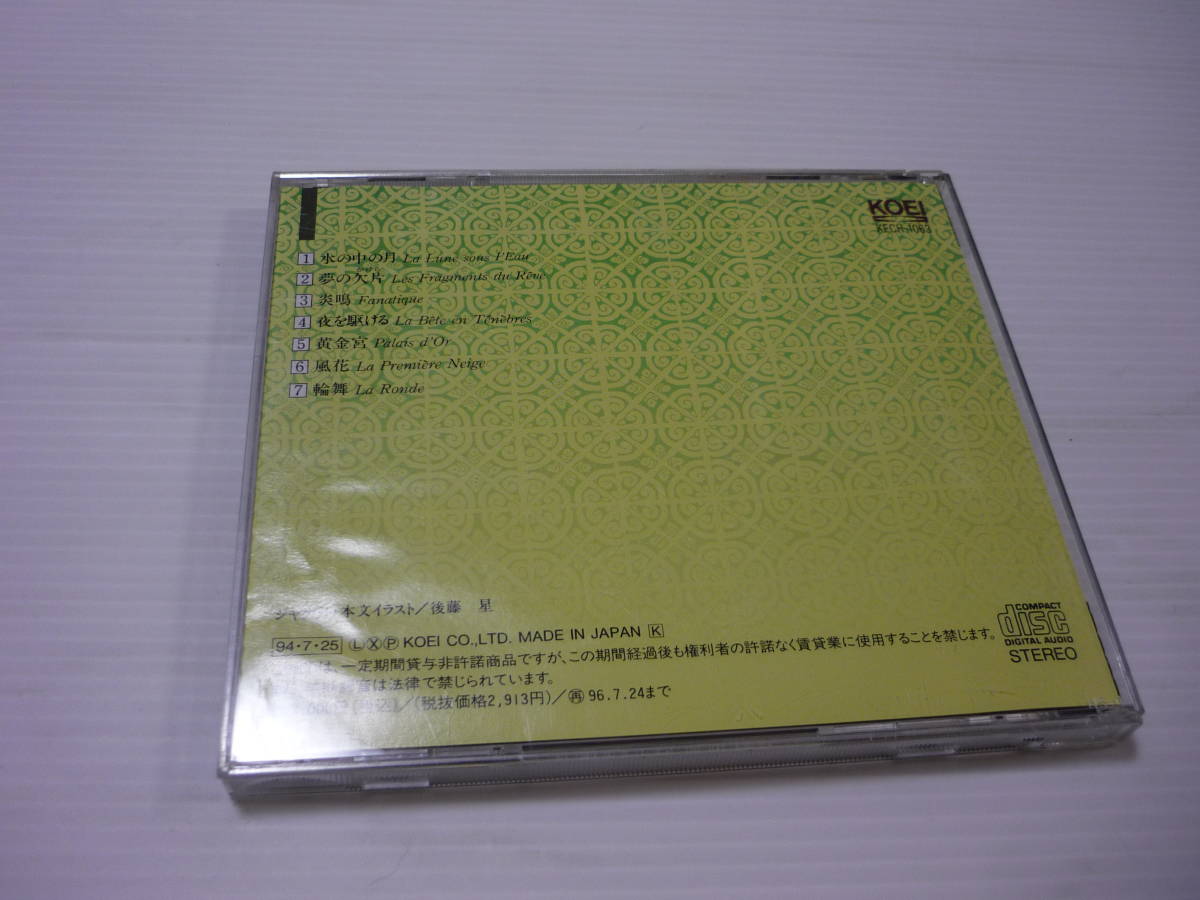 KOEI
KECH-1063
1 氷の中の月 La Lune sous l'Eau
2 夢の欠片 Les Fragments du Rêve
3 炎鳴 Fanatique
4 夜を駆ける La Bête en Ténèbres
5 黄金宮 Palais d'Or
6 風花 La Première Neige
7 輪舞 La Ronde
本文イラスト/後藤 星
94・7・25 ⓁⓍⓅ KOEI CO.,LTD. MADE IN JAPAN K
は、一定期間貸与非許諾商品ですが、この期間経過後も権利者の許諾なく賃貸業に使用することを禁じます。
は法律で禁じられています。
(税込)/(税抜価格2,913円)/再96.7.24まで
COMPACT
disc
DIGITAL AUDIO
STEREO